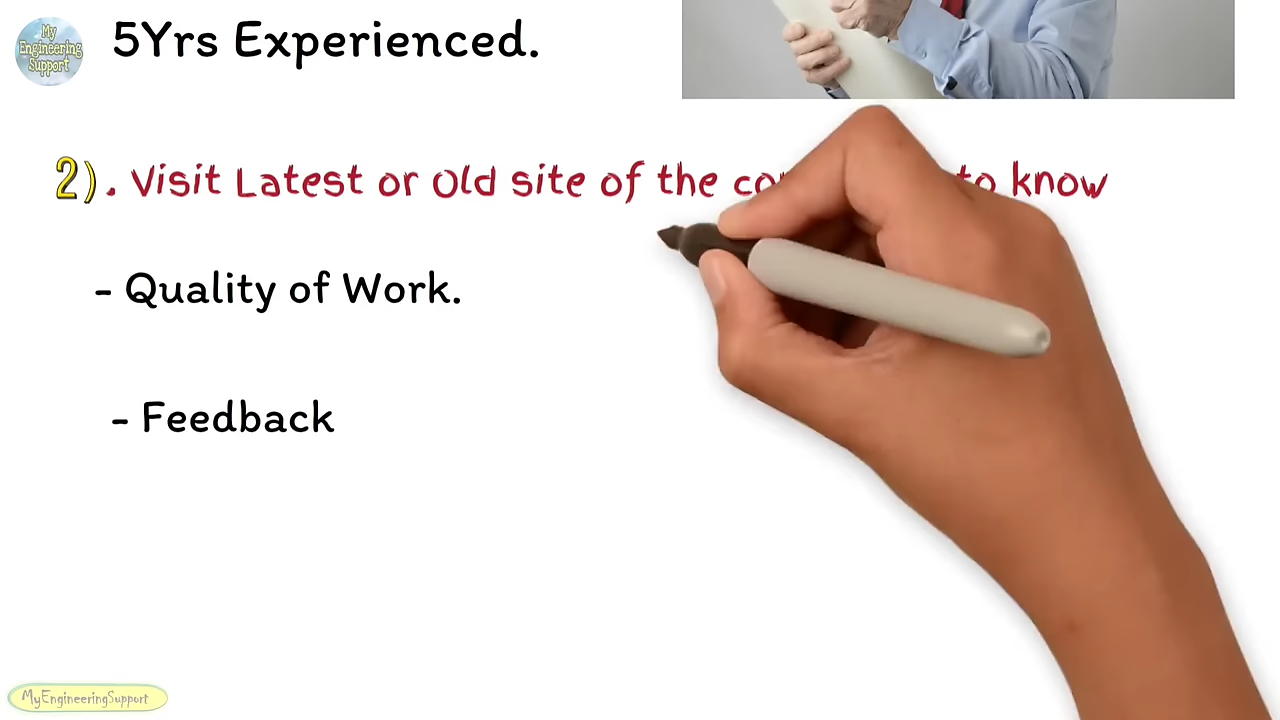 My
Engineering
Support
5Yrs Experienced.
2). Visit Latest or Old site of the to know
- Quality of Work.
- Feedback
MyEngineeringSupport